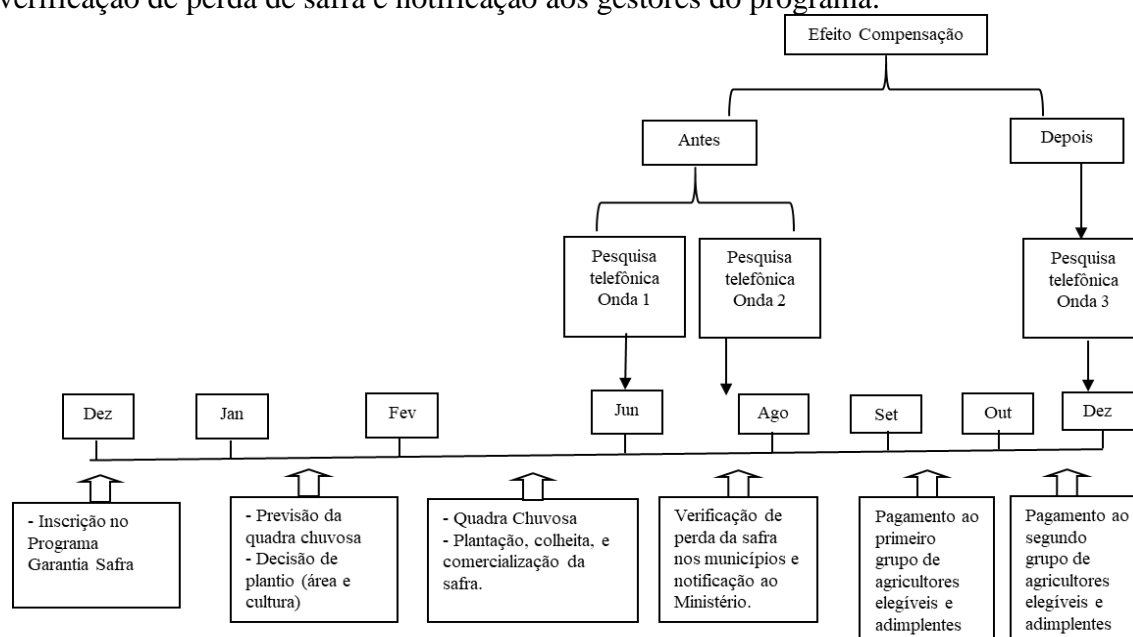 verificação de perda de safra e notificação aos gestores do programa.
Efeito Compensação
Antes
Depois
Pesquisa
telefônica
Onda 1
Pesquisa
telefônica
Onda 2
Pesquisa
telefônica
Onda 3
Dez
Jan
Fev
Jun
Ago
Set
Out
Dez
- Inscrição no
Programa
Garantia Safra
- Previsão da
quadra chuvosa
- Decisão de
plantio (área e
cultura)
- Quadra Chuvosa
- Plantação, colheita, e
comercialização da
safra.
Verificação de
perda da safra
nos municípios e
notificação ao
Ministério.
Pagamento ao
primeiro
grupo de
agricultores
elegíveis e
adimplentes
Pagamento ao
segundo
grupo de
agricultores
elegíveis e
adimplentes